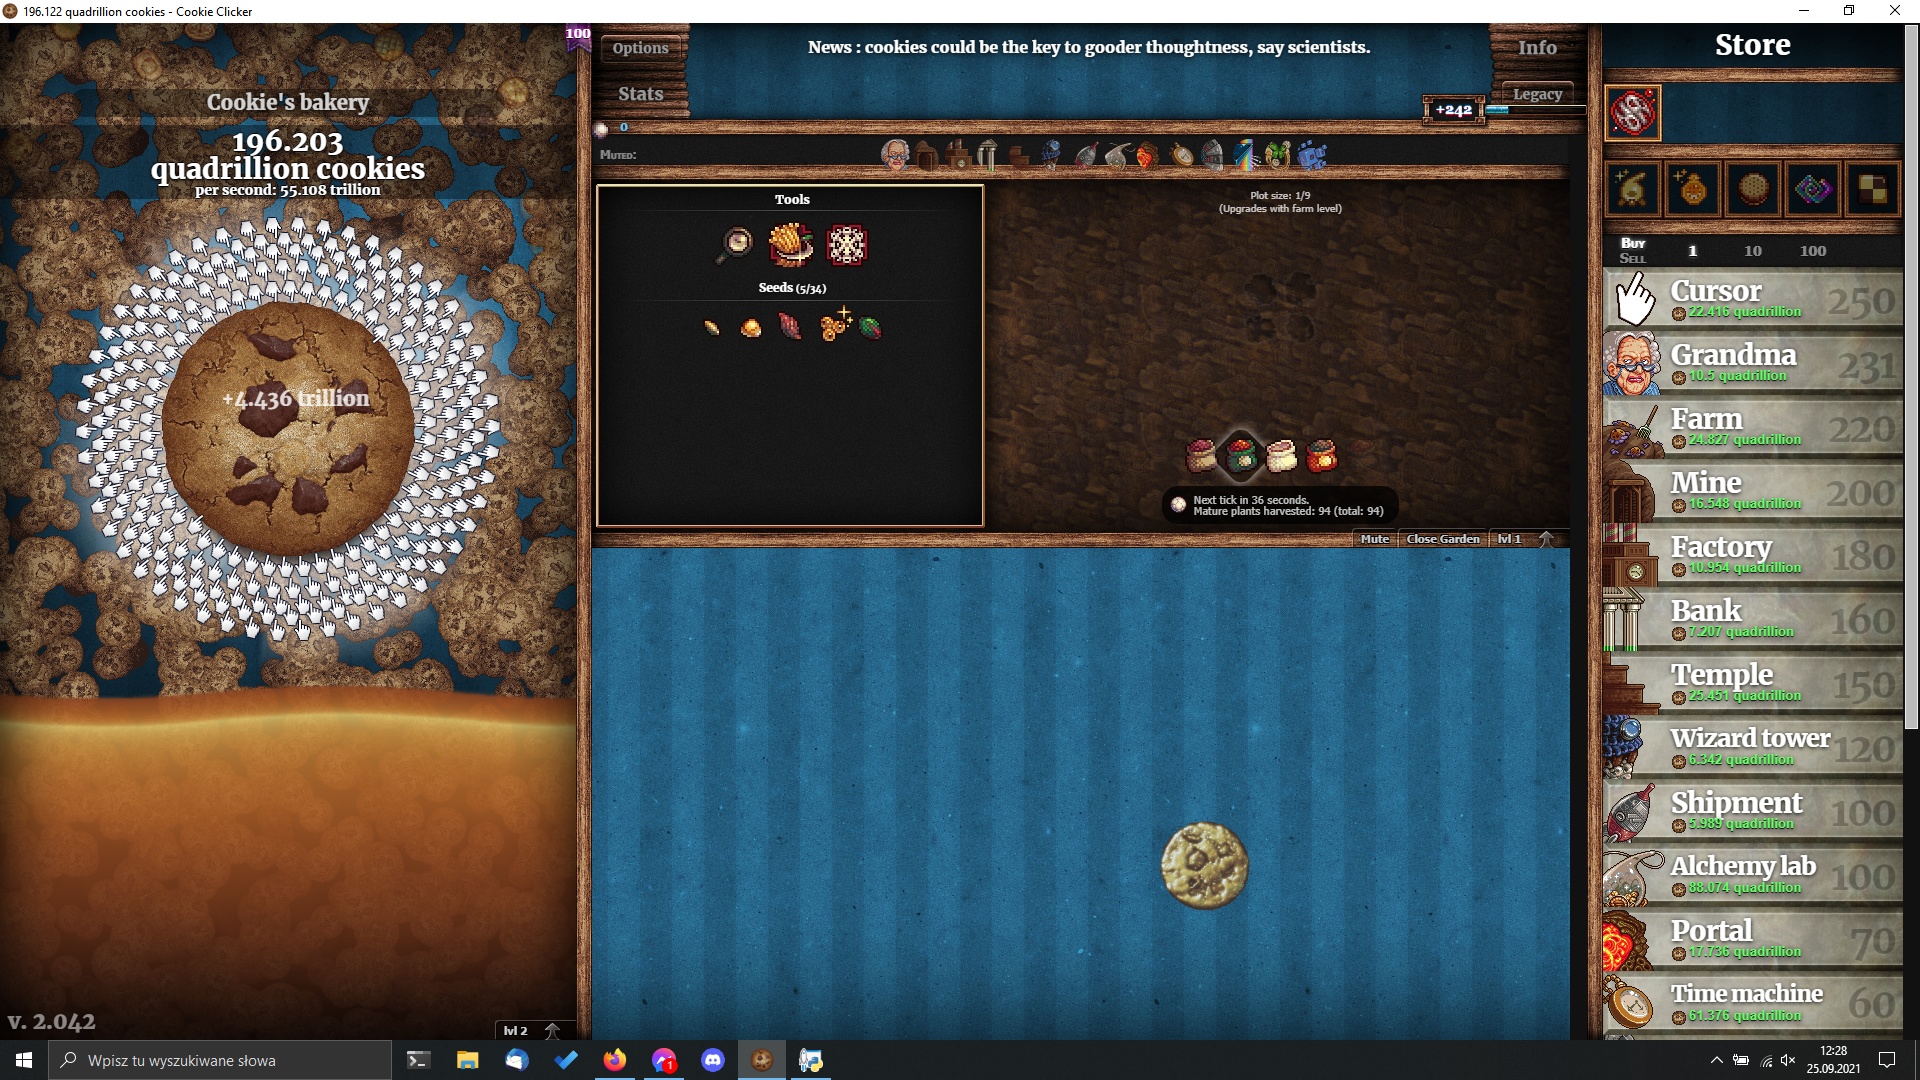 196.122 quadrillion cookies - Cookie Clicker
100
Options
Stats
News : cookies could be the key to gooder thoughtness, say scientists.
Info
Legacy
+242
Cookie's bakery
196.203
quadrillion cookies
per second: 55.108 trillion
+4.436 trillion
v. 2.042
lvl 2
0
Muted:
Tools
Seeds (5/34)
Plot size: 1/9
(Upgrades with farm level)
Next tick in 36 seconds.
Mature plants harvested: 94 (total: 94)
Mute
Close Garden
lvl 1
Store
Buy
Sell
1
10
100
Cursor
22.416 quadrillion
250
Grandma
10.5 quadrillion
231
Farm
24.827 quadrillion
220
Mine
16.548 quadrillion
200
Factory
10.954 quadrillion
180
Bank
7.207 quadrillion
160
Temple
25.451 quadrillion
150
Wizard tower
6.342 quadrillion
120
Shipment
5.989 quadrillion
100
Alchemy lab
88.074 quadrillion
100
Portal
17.736 quadrillion
70
Time machine
61.376 quadrillion
60
Wpisz tu wyszukiwane słowa
1
12:28
25.09.2021